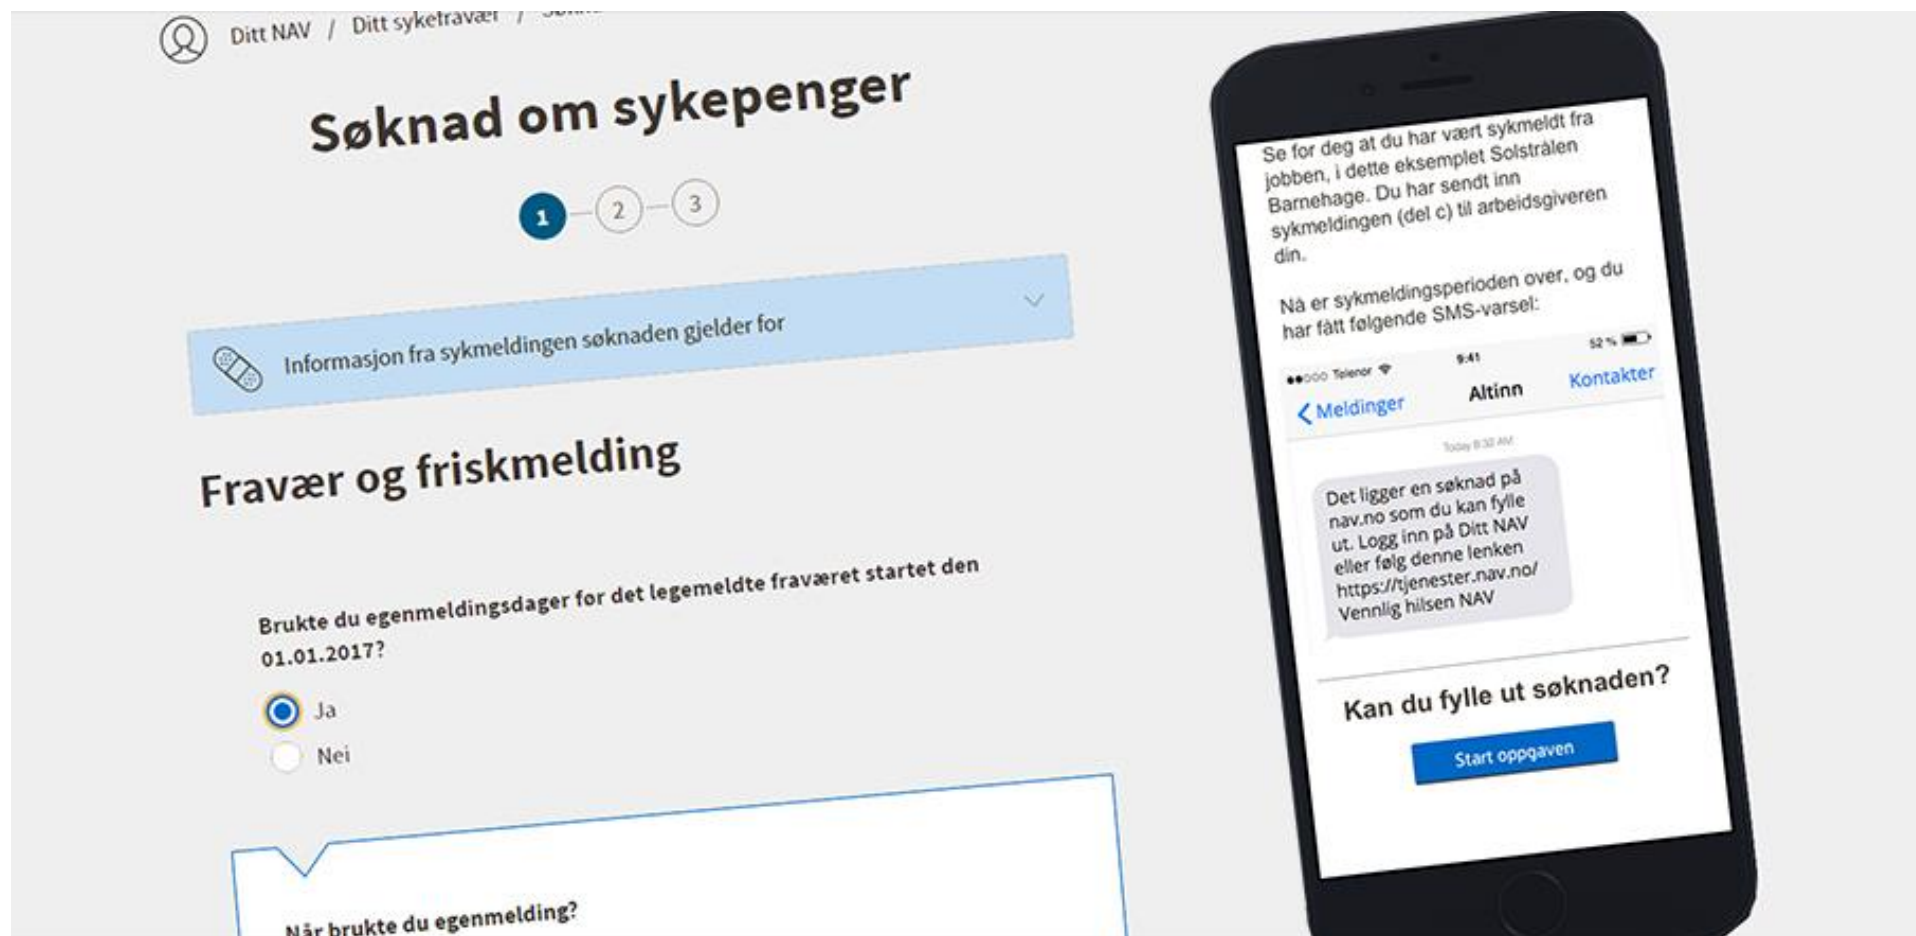 Ditt NAV / Ditt sykefravær /
Søknad om sykepenger
1 2 3
Informasjon fra sykmeldingen søknaden gjelder for
Fravær og friskmelding
Brukte du egenmeldingsdager før det legemeldte fraværet startet den
01.01.2017?
Ja
Nei
Når brukte du egenmelding?
Se for deg at du har vært sykmeldt fra
jobben, i dette eksemplet Solstrålen
Barnehage. Du har sendt inn
sykmeldingen (del c) til arbeidsgiveren
din.
Nå er sykmeldingsperioden over, og du
har fått følgende SMS-varsel:
Telenor 9:41 52 %
Meldinger Altinn Kontakter
Today 8:32 AM
Det ligger en søknad på
nav.no som du kan fylle
ut. Logg inn på Ditt NAV
eller følg denne lenken
https://tjenester.nav.no/
Vennlig hilsen NAV
Kan du fylle ut søknaden?
Start oppgaven